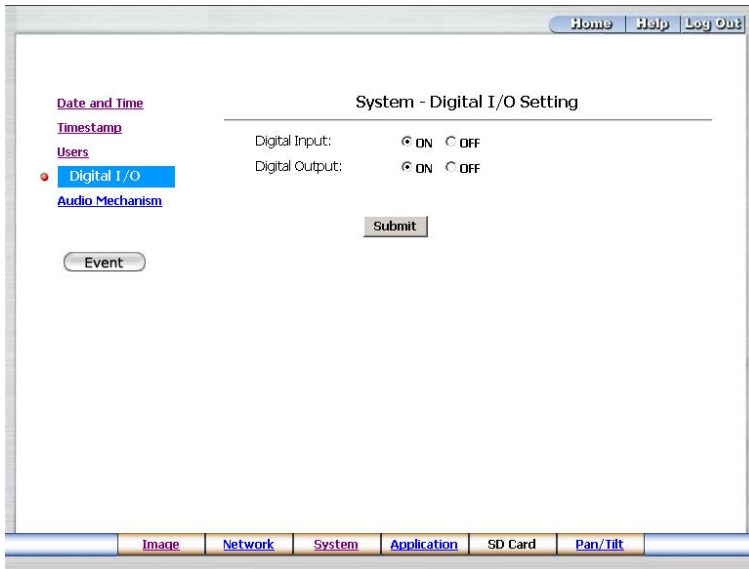 Home Help Log Out
Date and Time
Timestamp
Users
Digital I/O
Audio Mechanism
Event
System - Digital I/O Setting
Digital Input: ON OFF
Digital Output: ON OFF
Submit
Image Network System Application SD Card Pan/Tilt